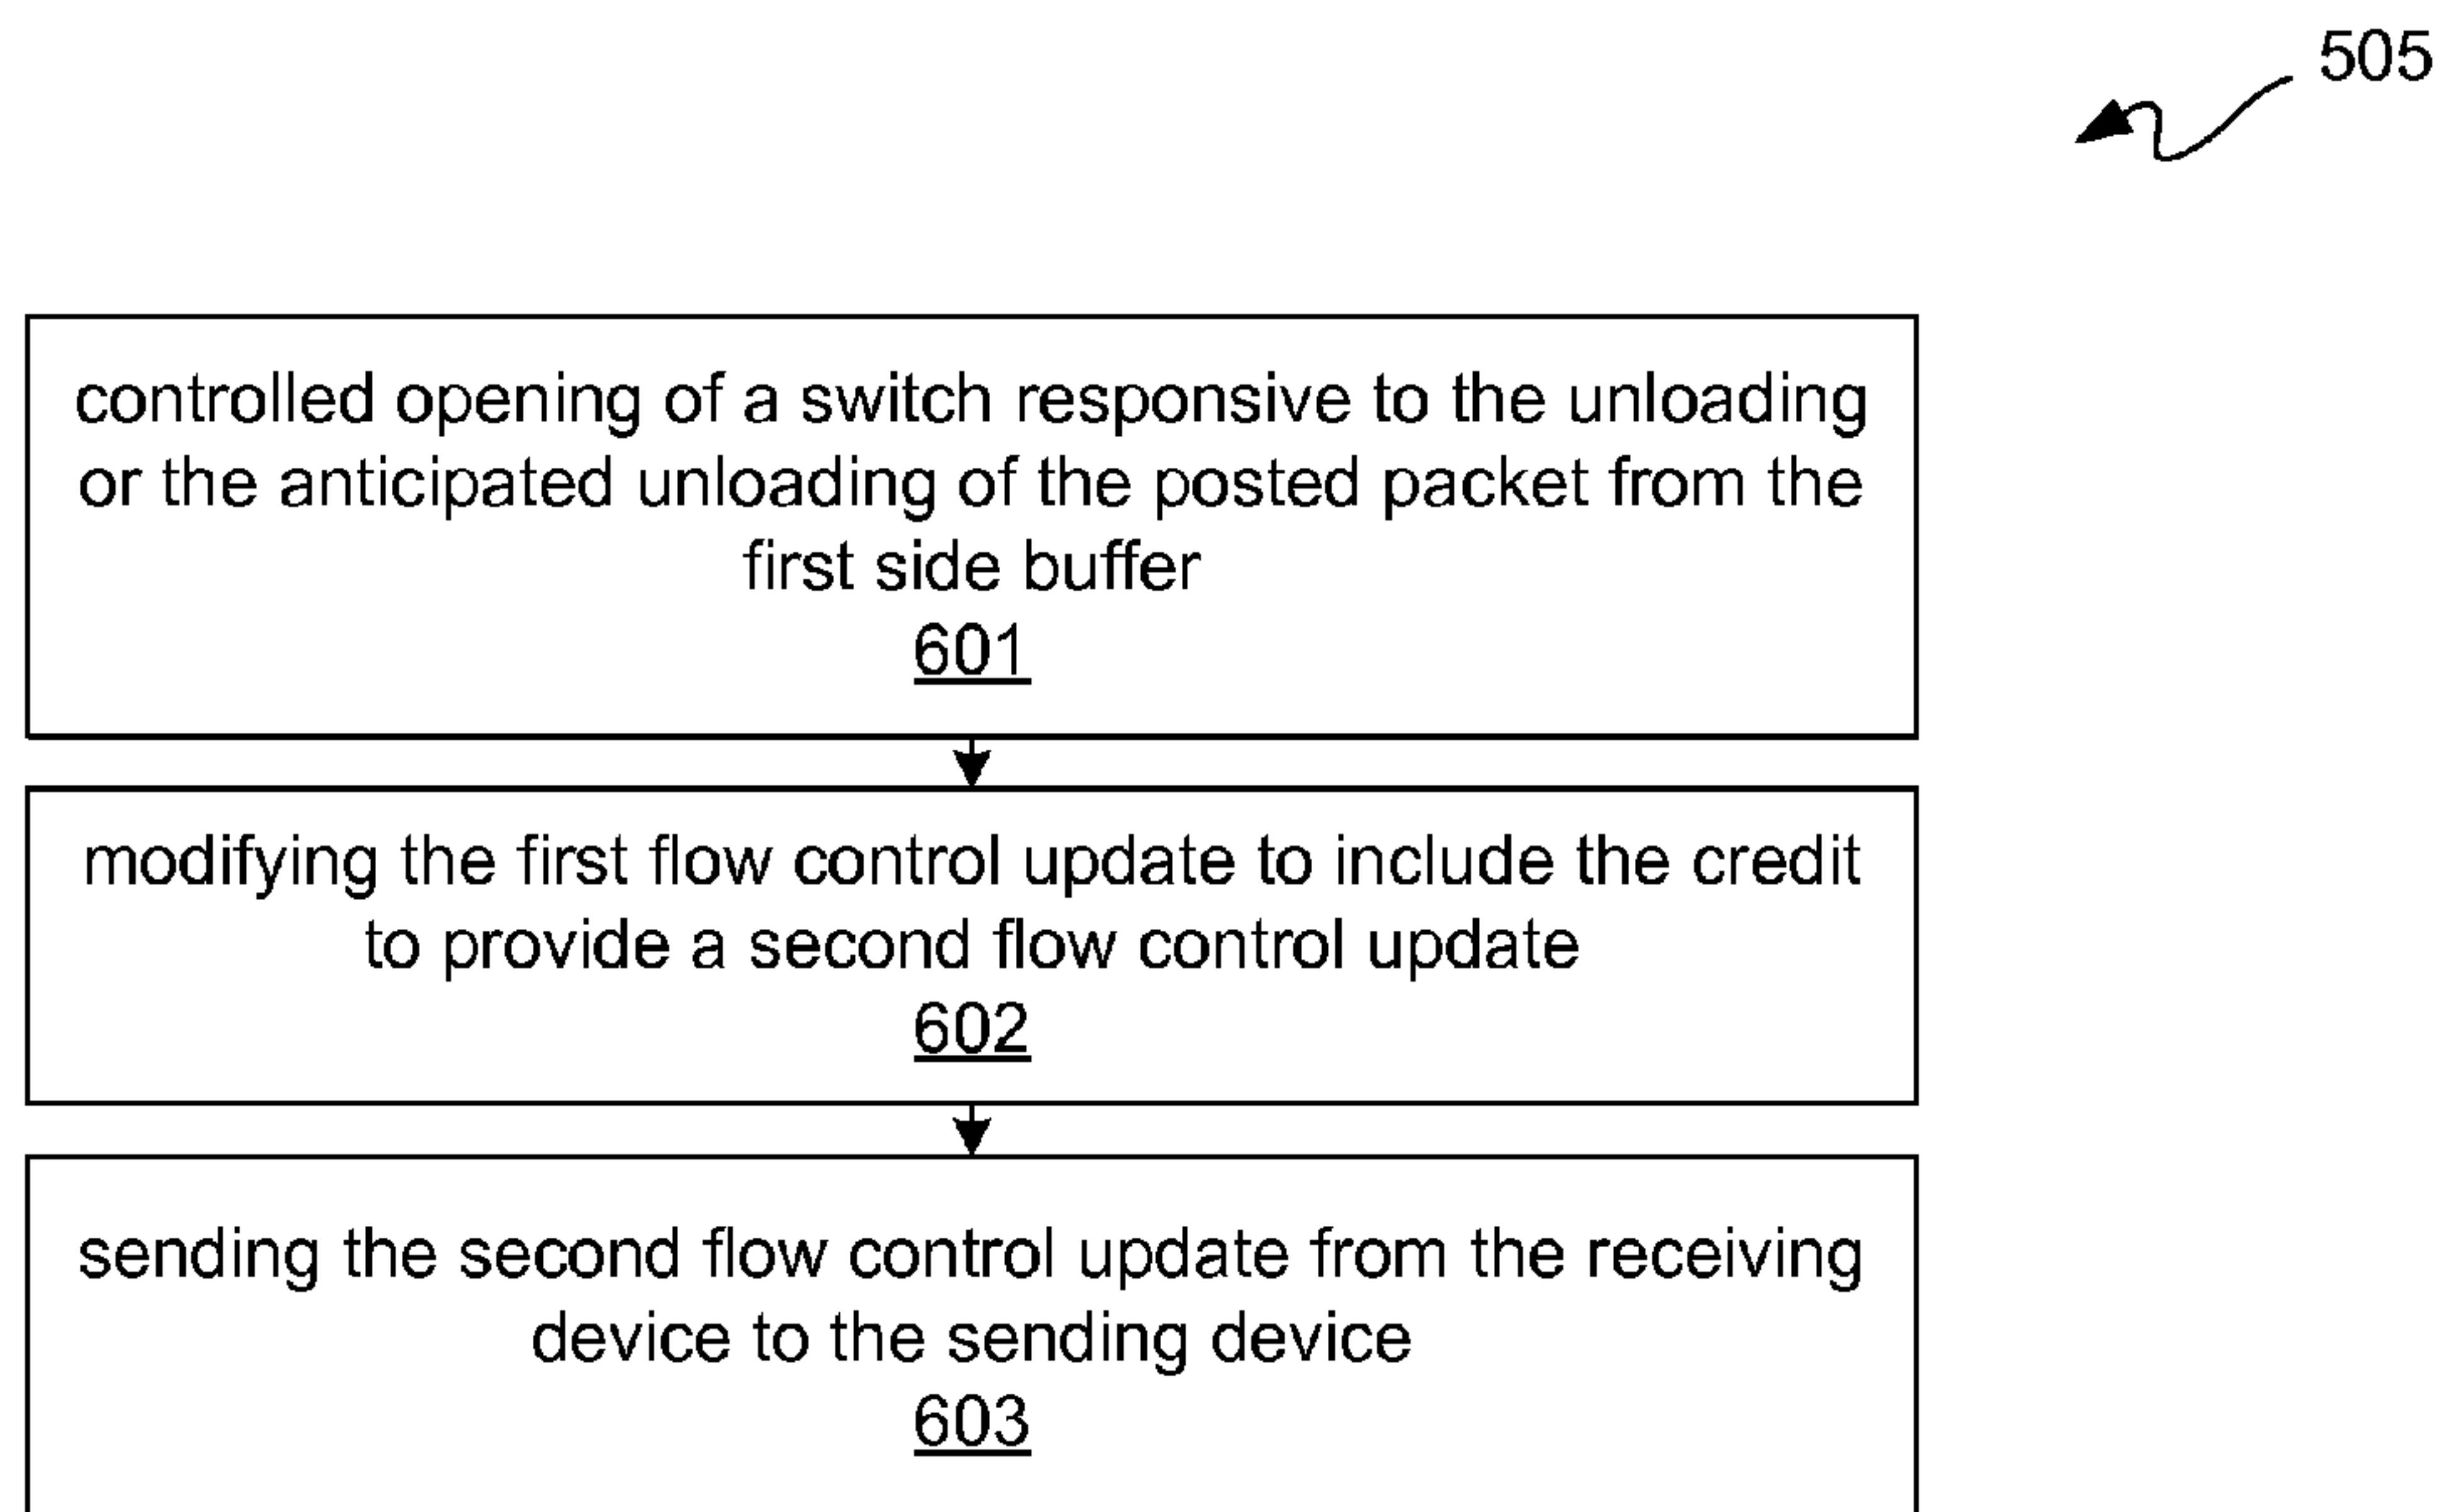 505
controlled opening of a switch responsive to the unloading
or the anticipated unloading of the posted packet from the
first side buffer
601
modifying the first flow control update to include the credit
to provide a second flow control update
602
sending the second flow control update from the receiving
device to the sending device
603